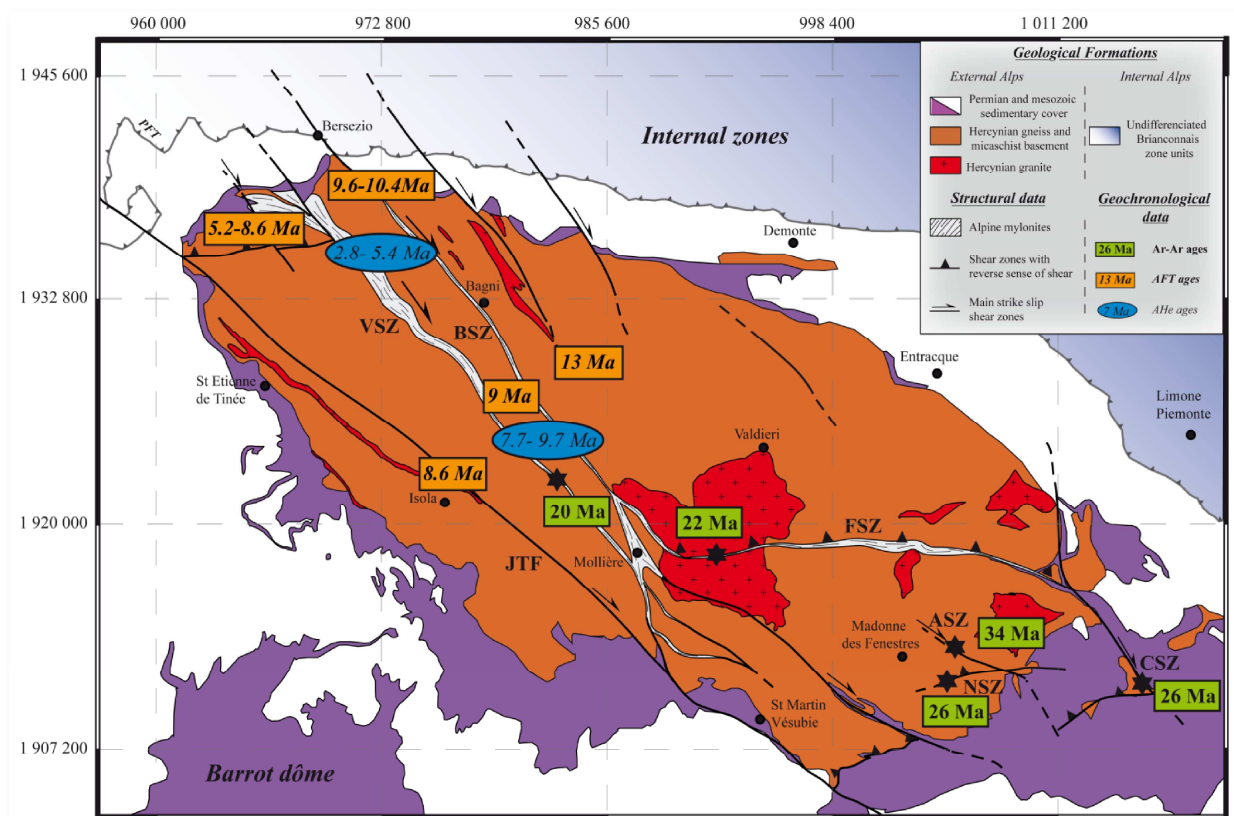 960 000
972 800
985 600
998 400
1 011 200
1 945 600
1 932 800
1 920 000
1 907 200
Geological Formations
External Alps
Internal Alps
Permian and mesozoic
sedimentary cover
Hercynian gneiss and
micaschist basement
Hercynian granite
Undifferenciated
Brianconnais
zone units
Structural data
Alpine mylonites
Shear zones with
reverse sense of shear
Main strike slip
shear zones
Geochronological
data
26 Ma
Ar-Ar ages
13 Ma
AFT ages
7 Ma
AHe ages
PFT
Bersezio
Internal zones
9.6-10.4Ma
5.2-8.6 Ma
2.8- 5.4 Ma
Demonte
Bagni
VSZ
BSZ
13 Ma
Entracque
St Etienne
de Tinée
Limone
Piemonte
9 Ma
7.7- 9.7 Ma
Valdieri
8.6 Ma
Isola
20 Ma
22 Ma
FSZ
Mollière
JTF
Madonne
des Fenestres
ASZ
34 Ma
CSZ
NSZ
26 Ma
26 Ma
St Martin
Vésubie
Barrot dôme